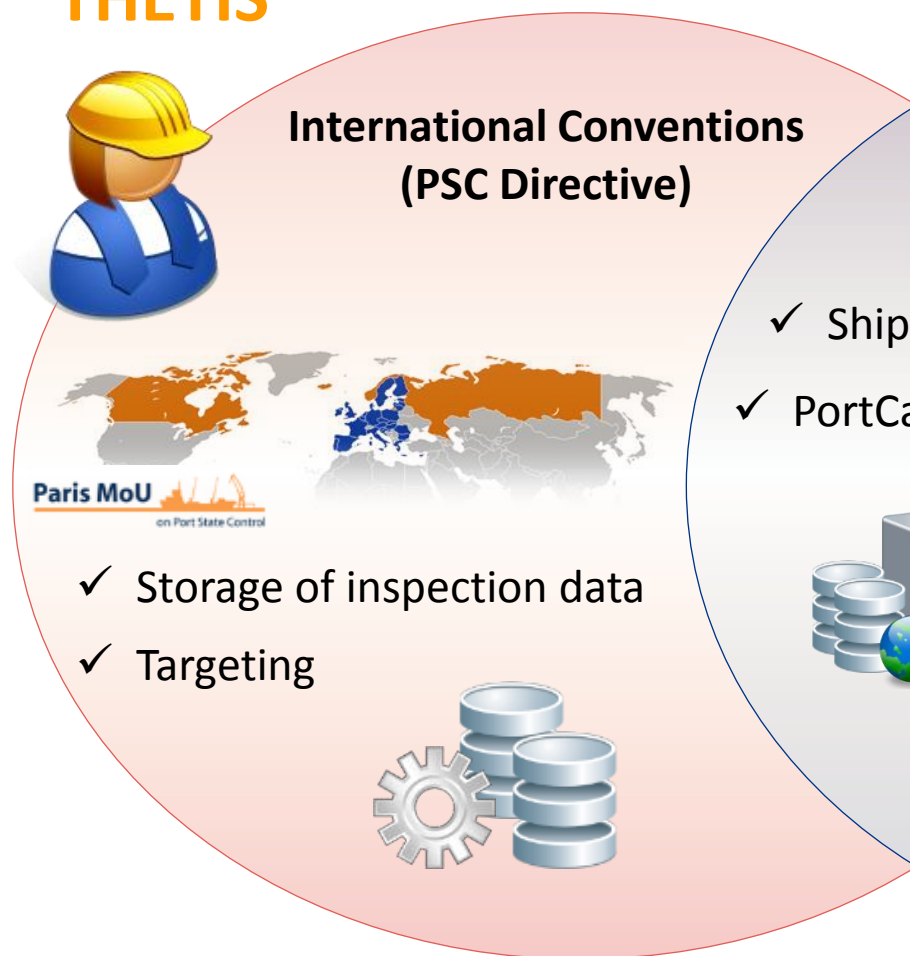 THETIS
International Conventions
(PSC Directive)
✓ Ship
✓ PortCa
Paris MoU
on Port State Control
✓ Storage of inspection data
✓ Targeting